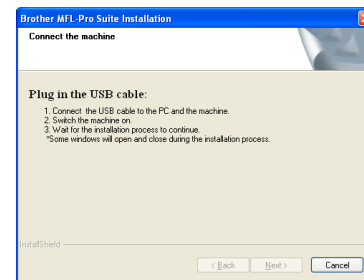 Brother MFL-Pro Suite Installation
Connect the machine
Plug in the USB cable:
1. Connect the USB cable to the PC and the machine.
2. Switch the machine on.
3. Wait for the installation process to continue.
*Some windows will open and close during the installation process.
InstallShield
< Back
Next >
Cancel